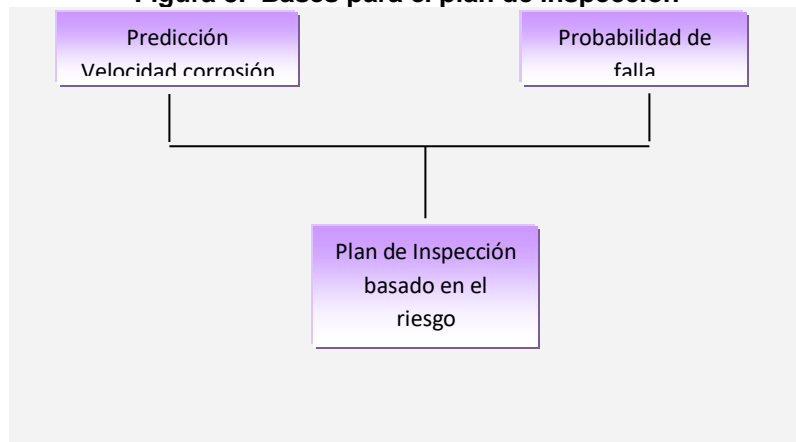 Figura 3. Bases para el plan de inspección
Predicción
Velocidad corrosión
Probabilidad de
falla
Plan de Inspección
basado en el
riesgo